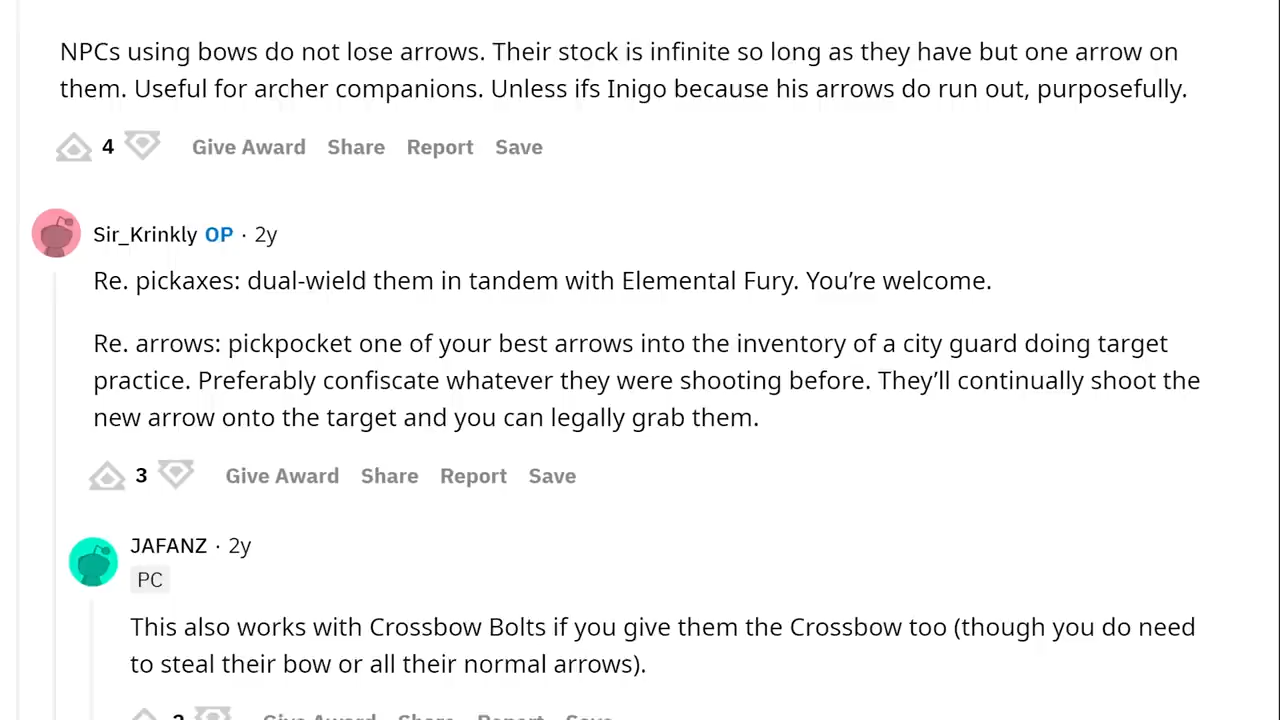 NPCs using bows do not lose arrows. Their stock is infinite so long as they have but one arrow on
them. Useful for archer companions. Unless ifs Inigo because his arrows do run out, purposefully.
4 Give Award Share Report Save
Sir_Krinkly OP · 2y
Re. pickaxes: dual-wield them in tandem with Elemental Fury. You’re welcome.
Re. arrows: pickpocket one of your best arrows into the inventory of a city guard doing target
practice. Preferably confiscate whatever they were shooting before. They’ll continually shoot the
new arrow onto the target and you can legally grab them.
3 Give Award Share Report Save
JAFANZ · 2y
PC
This also works with Crossbow Bolts if you give them the Crossbow too (though you do need
to steal their bow or all their normal arrows).
Give Award Share Report Save